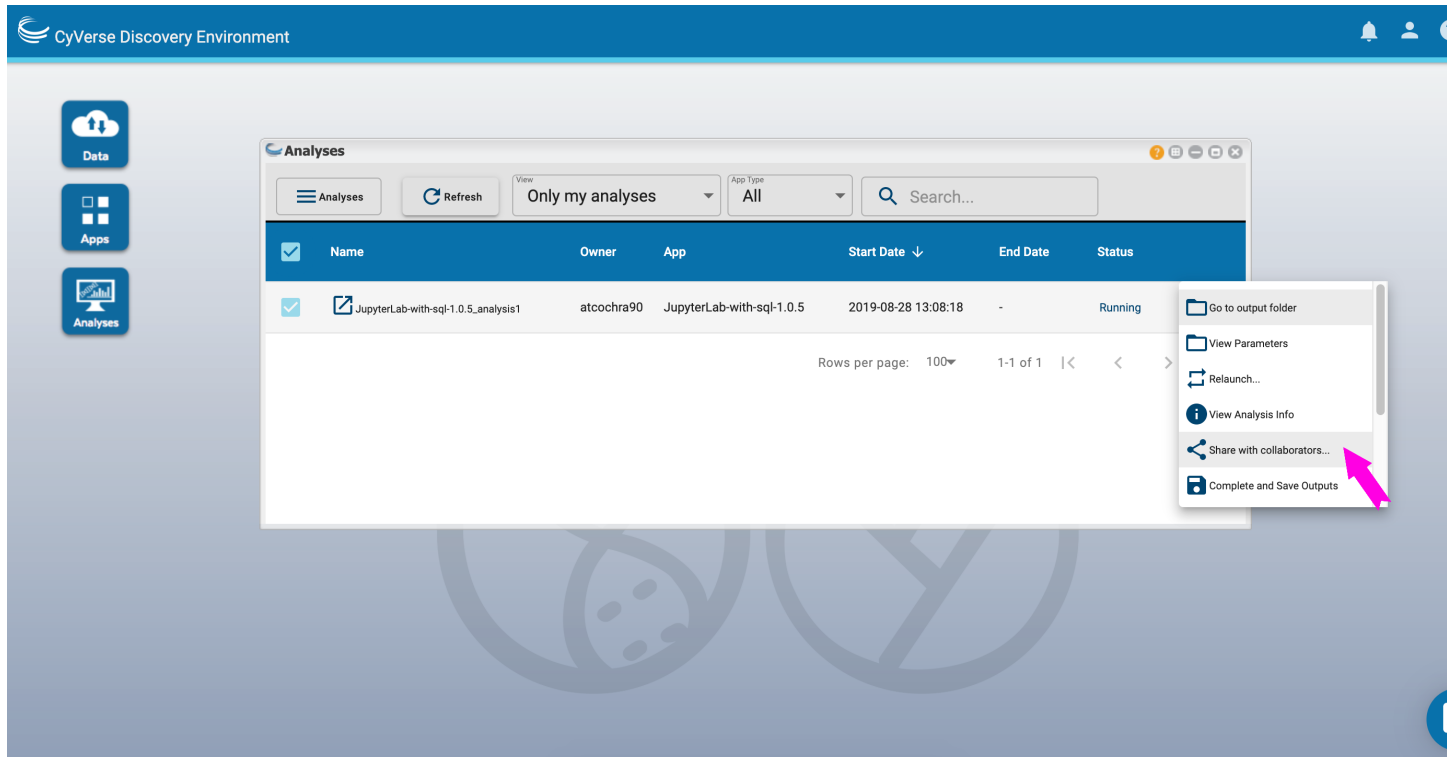 CyVerse Discovery Environment
Data
Apps
Analyses
Analyses
Analyses
Refresh
View
Only my analyses
App Type
All
Search...
Name Owner App Start Date End Date Status
JupyterLab-with-sql-1.0.5_analysis1 atcochra90 JupyterLab-with-sql-1.0.5 2019-08-28 13:08:18 - Running
Rows per page: 100 1-1 of 1
Go to output folder
View Parameters
Relaunch...
View Analysis Info
Share with collaborators...
Complete and Save Outputs